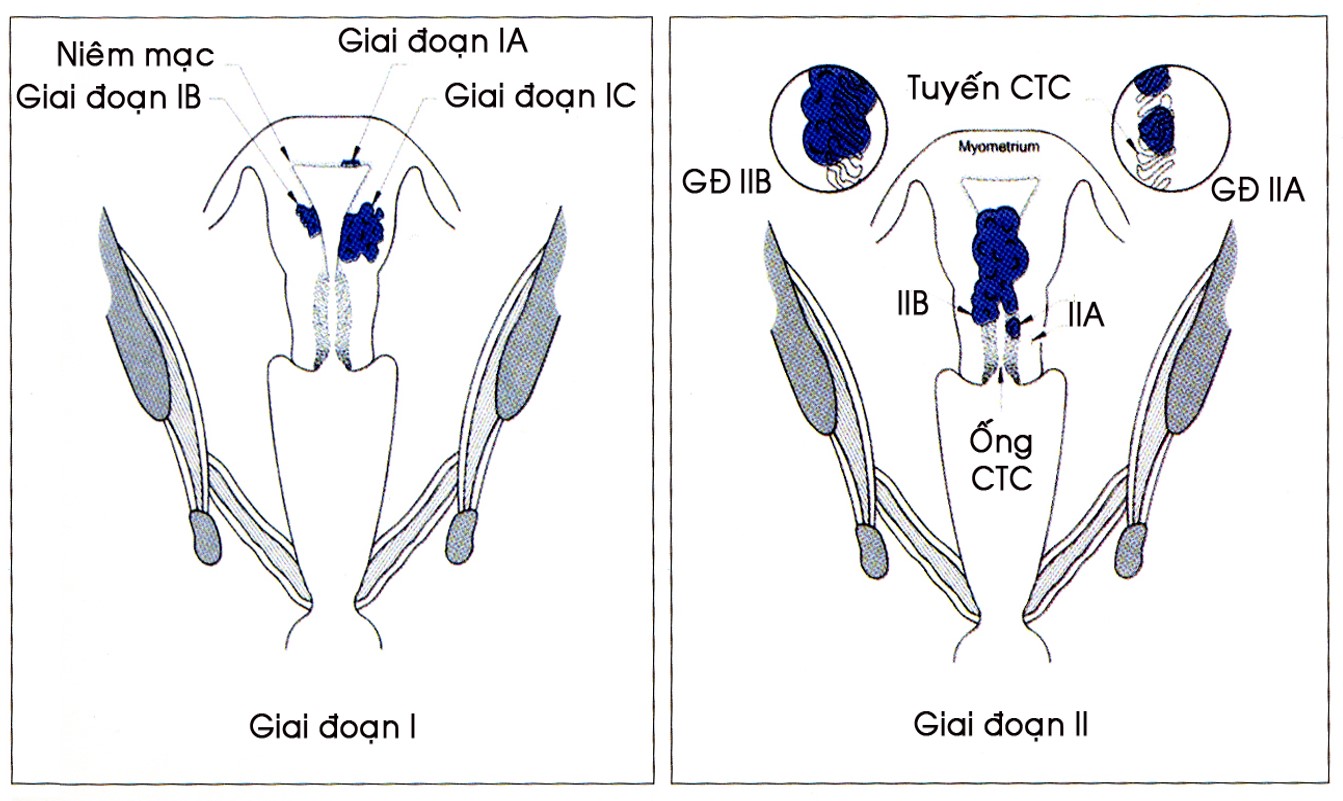 Giai đoạn IA
Niêm mạc
Giai đoạn IB
Giai đoạn IC
Giai đoạn I
Tuyến CTC
Myometrium
GĐ IIB
GĐ IIA
IIB
IIA
Ống
CTC
Giai đoạn II